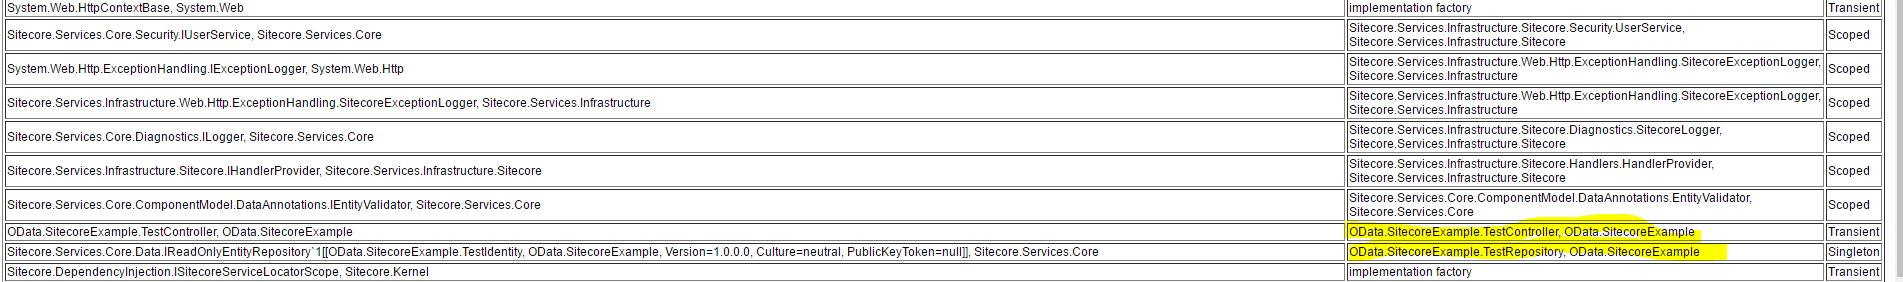 System.Web.HttpContextBase, System.Web implementation factory Transient
Sitecore.Services.Core.Security.IUserService, Sitecore.Services.Core Sitecore.Services.Infrastructure.Sitecore.Security.UserService, Scoped
Sitecore.Services.Infrastructure.Sitecore
System.Web.Http.ExceptionHandling.IExceptionLogger, System.Web.Http Sitecore.Services.Infrastructure.Web.Http.ExceptionHandling.SitecoreExceptionLogger, Scoped
Sitecore.Services.Infrastructure
Sitecore.Services.Infrastructure.Web.Http.ExceptionHandling.SitecoreExceptionLogger, Sitecore.Services.Infrastructure Sitecore.Services.Infrastructure.Web.Http.ExceptionHandling.SitecoreExceptionLogger, Scoped
Sitecore.Services.Infrastructure
Sitecore.Services.Core.Diagnostics.ILogger, Sitecore.Services.Core Sitecore.Services.Infrastructure.Sitecore.Diagnostics.SitecoreLogger, Scoped
Sitecore.Services.Infrastructure.Sitecore
Sitecore.Services.Infrastructure.Sitecore.IHandlerProvider, Sitecore.Services.Infrastructure.Sitecore Sitecore.Services.Infrastructure.Sitecore.Handlers.HandlerProvider, Scoped
Sitecore.Services.Infrastructure.Sitecore
Sitecore.Services.Core.ComponentModel.DataAnnotations.IEntityValidator, Sitecore.Services.Core Sitecore.Services.Core.ComponentModel.DataAnnotations.EntityValidator, Scoped
Sitecore.Services.Core
OData.SitecoreExample.TestController, OData.SitecoreExample OData.SitecoreExample.TestController, OData.SitecoreExample Transient
Sitecore.Services.Core.Data.IReadOnlyEntityRepository`1[[OData.SitecoreExample.TestIdentity, OData.SitecoreExample, Version=1.0.0.0, Culture=neutral, PublicKeyToken=null]], Sitecore.Services.Core OData.SitecoreExample.TestRepository, OData.SitecoreExample Singleton
Sitecore.DependencyInjection.ISitecoreServiceLocatorScope, Sitecore.Kernel implementation factory Transient